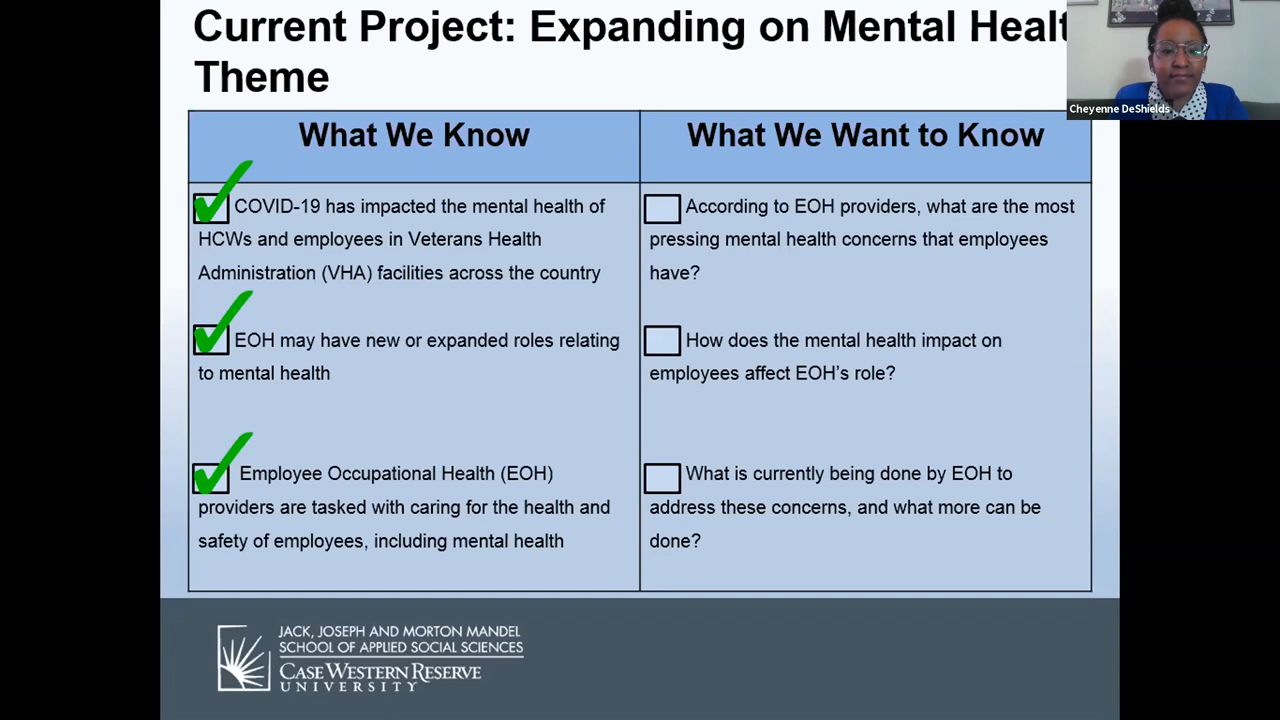 Current Project: Expanding on Mental Healt
Theme
Cheyenne DeShields
What We Know
What We Want to Know
COVID-19 has impacted the mental health of
HCWs and employees in Veterans Health
Administration (VHA) facilities across the country
EOH may have new or expanded roles relating
to mental health
Employee Occupational Health (EOH)
providers are tasked with caring for the health and
safety of employees, including mental health
According to EOH providers, what are the most
pressing mental health concerns that employees
have?
How does the mental health impact on
employees affect EOH's role?
What is currently being done by EOH to
address these concerns, and what more can be
done?
JACK, JOSEPH AND MORTON MANDEL
SCHOOL OF APPLIED SOCIAL SCIENCES
CASE WESTERN RESERVE
UNIVERSITY